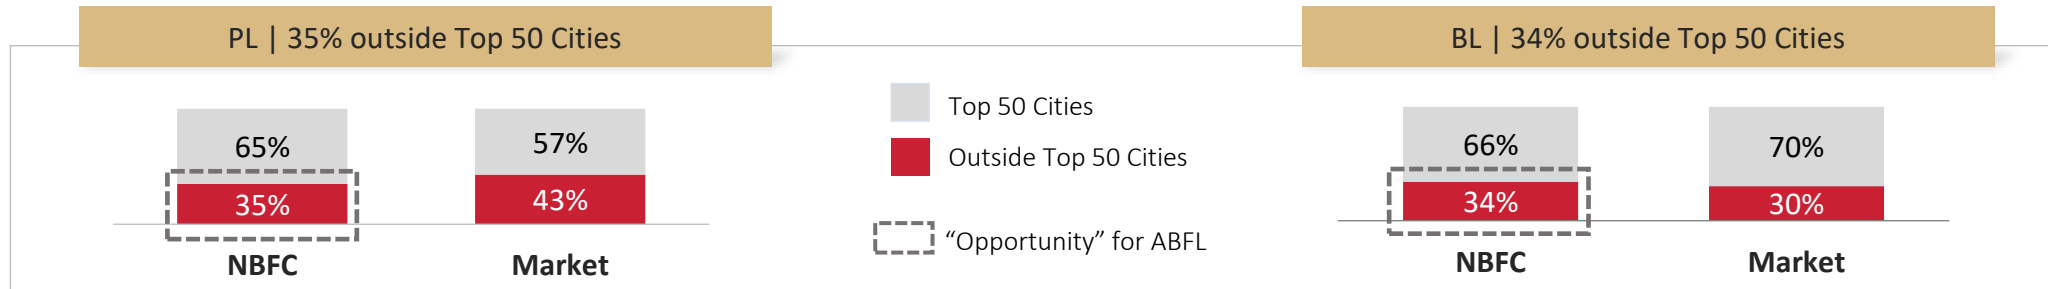 PL | 35% outside Top 50 Cities
65%
57%
35%
43%
NBFC
Market
Top 50 Cities
Outside Top 50 Cities
“Opportunity” for ABFL
BL | 34% outside Top 50 Cities
66%
70%
34%
30%
NBFC
Market